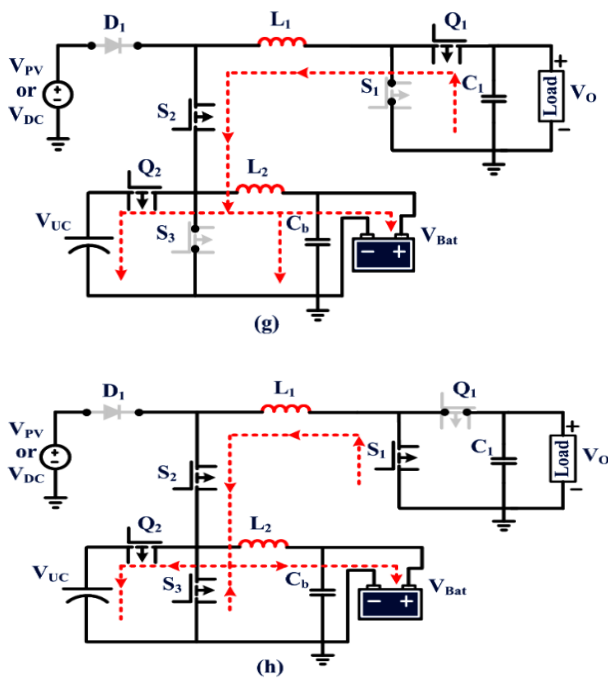 D1
L1
Q1
VPV
or
VDC
S2
S1
C1
+
Load
VO
−
Q2
L2
VUC
S3
Cb
VBat
− +
(g)
D1
L1
Q1
VPV
or
VDC
S2
S1
C1
+
Load
VO
−
Q2
L2
VUC
S3
Cb
VBat
− +
(h)